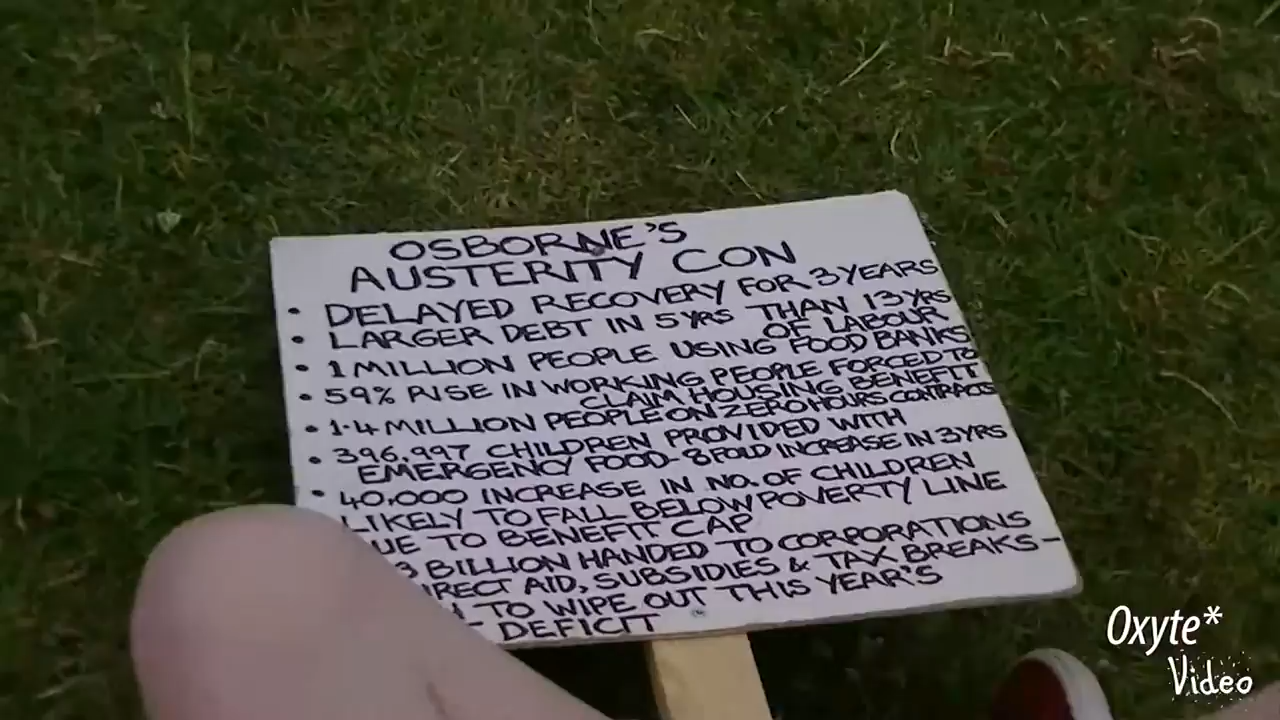 OSBORNE'S
AUSTERITY CON
• DELAYED RECOVERY FOR 3 YEARS
• LARGER DEBT IN 5 YRS THAN 13 YRS
OF LABOUR
• 1 MILLION PEOPLE USING FOOD BANKS
• 59% RISE IN WORKING PEOPLE FORCED TO
CLAIM HOUSING BENEFIT
• 1.4 MILLION PEOPLE ON ZERO HOURS CONTRACTS
• 396,997 CHILDREN PROVIDED WITH
EMERGENCY FOOD - 8 FOLD INCREASE IN 3 YRS
• 40,000 INCREASE IN NO. OF CHILDREN
LIKELY TO FALL BELOW POVERTY LINE
UE TO BENEFIT CAP
3 BILLION HANDED TO CORPORATIONS
IRECT AID, SUBSIDIES & TAX BREAKS -
TO WIPE OUT THIS YEAR'S
DEFICIT
Oxyte*
Video